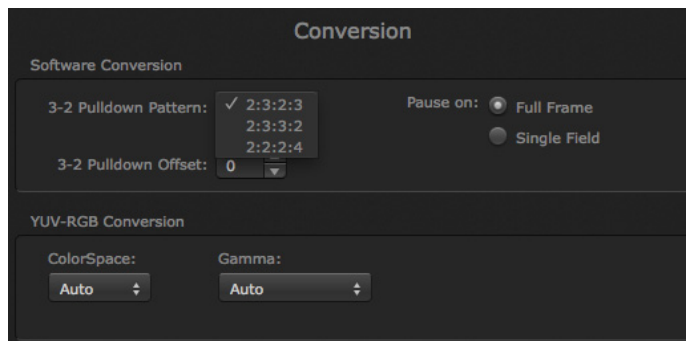 Conversion
Software Conversion
3-2 Pulldown Pattern: ✓ 2:3:2:3
2:3:3:2
2:2:2:4
Pause on: Full Frame
Single Field
3-2 Pulldown Offset: 0
YUV-RGB Conversion
ColorSpace: Gamma:
Auto Auto